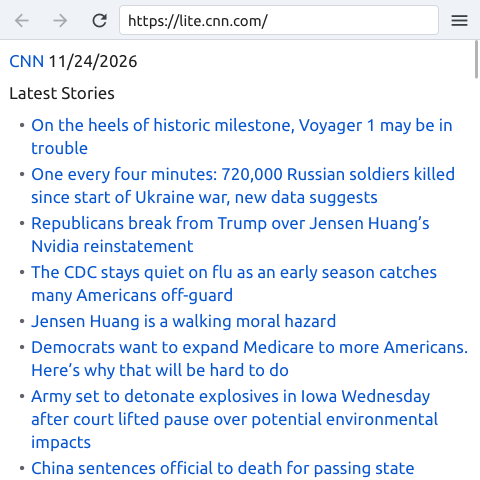 https://lite.cnn.com/
CNN 11/24/2026
Latest Stories
• On the heels of historic milestone, Voyager 1 may be in
trouble
• One every four minutes: 720,000 Russian soldiers killed
since start of Ukraine war, new data suggests
• Republicans break from Trump over Jensen Huang’s
Nvidia reinstatement
• The CDC stays quiet on flu as an early season catches
many Americans off-guard
• Jensen Huang is a walking moral hazard
• Democrats want to expand Medicare to more Americans.
Here’s why that will be hard to do
• Army set to detonate explosives in Iowa Wednesday
after court lifted pause over potential environmental
impacts
• China sentences official to death for passing state